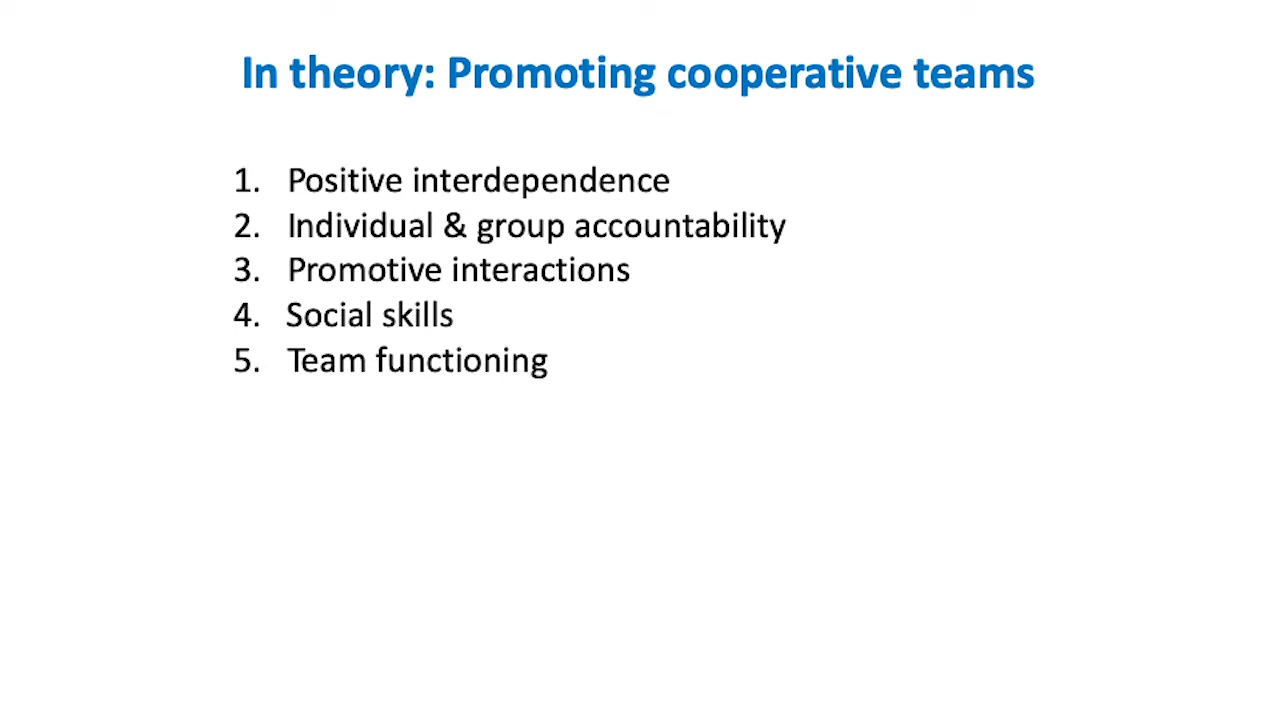 In theory: Promoting cooperative teams
1. Positive interdependence
2. Individual & group accountability
3. Promotive interactions
4. Social skills
5. Team functioning